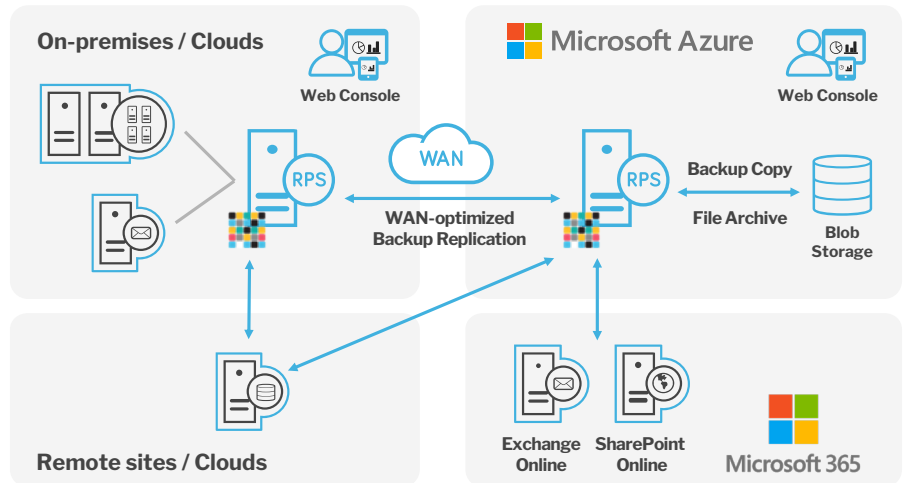 On-premises / Clouds
Web Console
RPS
WAN
WAN-optimized
Backup Replication
Microsoft Azure
Web Console
RPS
Backup Copy
File Archive
Blob
Storage
Remote sites / Clouds
Exchange
Online
SharePoint
Online
Microsoft 365